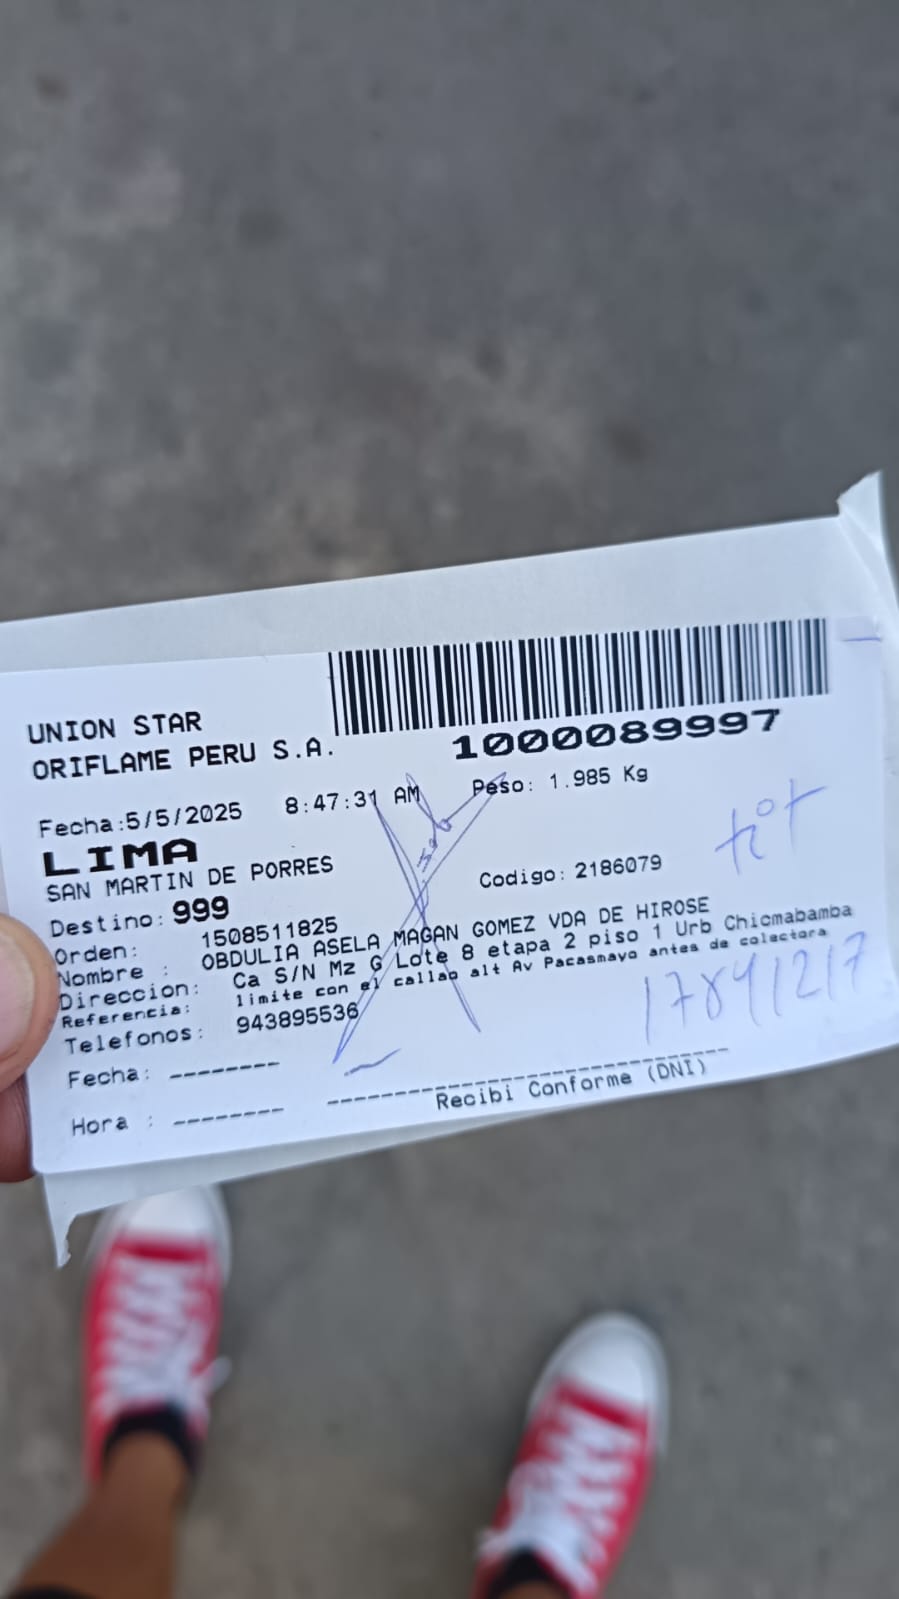 UNION STAR
ORIFLAME PERU S.A.
1000089997
Fecha:5/5/2025 8:47:31 AM Peso: 1.985 Kg
LIMA
SAN MARTIN DE PORRES
Codigo: 2186079
Destino: 999
Orden: 1508511825
Nombre : OBDULIA ASELA MAGAN GOMEZ VDA DE HIROSE
Direccion: Ca S/N Mz G Lote 8 etapa 2 piso 1 Urb Chicmabamba
Referencia: limite con el callao alt Av Pacasmayo antes de colectora
Telefonos: 943895536
17841217
Fecha: --------
Hora : --------
Recibi Conforme (DNI)